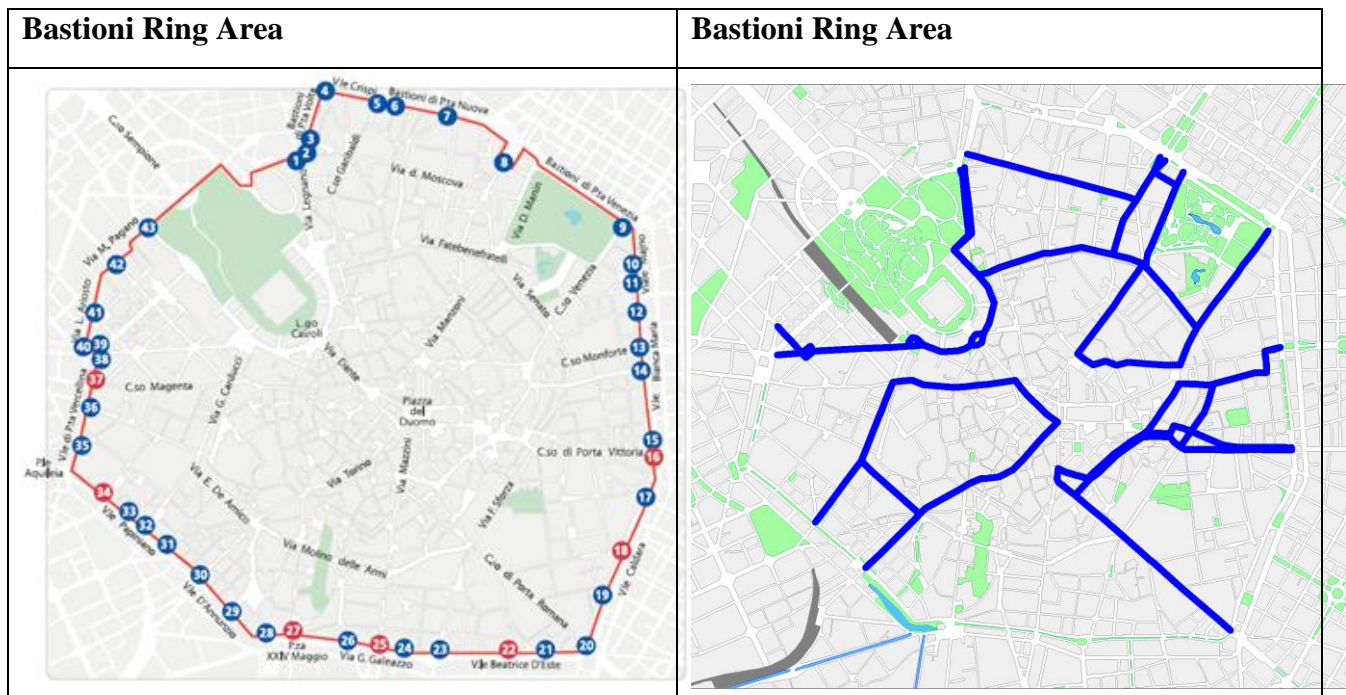 Bastioni Ring Area
Bastioni Ring Area
4
V.le Crispi
5
6
Bastioni di P.ta Nuova
7
Bastioni
di P.ta Volta
3
2
1
8
C.so Sempione
C.so Garibaldi
Via d. Moscova
Bastioni di P.ta Venezia
Via D. Manin
9
Via M. Pagano
43
Via Fatebenefratelli
42
10
11
Via Senato
C.so Venezia
Via L. Ariosto
41
12
Via Manzoni
L.go
Cairoli
40
39
38
Via Dante
C.so Monforte
13
14
V.le Bianca Maria
37
C.so Magenta
Via G. Carducci
36
V.le di P.ta Vercellina
Piazza
del
Duomo
35
15
C.so di Porta Vittoria
16
P.le
Aquileia
Via Torino
Via Mazzini
34
17
Via E. De Amicis
Via F. Sforza
33
32
V.le Papiniano
31
Via Molino delle Armi
18
V.le Caldara
30
C.so di Porta Romana
19
29
V.le D'Annunzio
28
27
P.za
XXIV Maggio
26
25
24
23
22
21
20
Via G. Galeazzo
V.le Beatrice D'Este